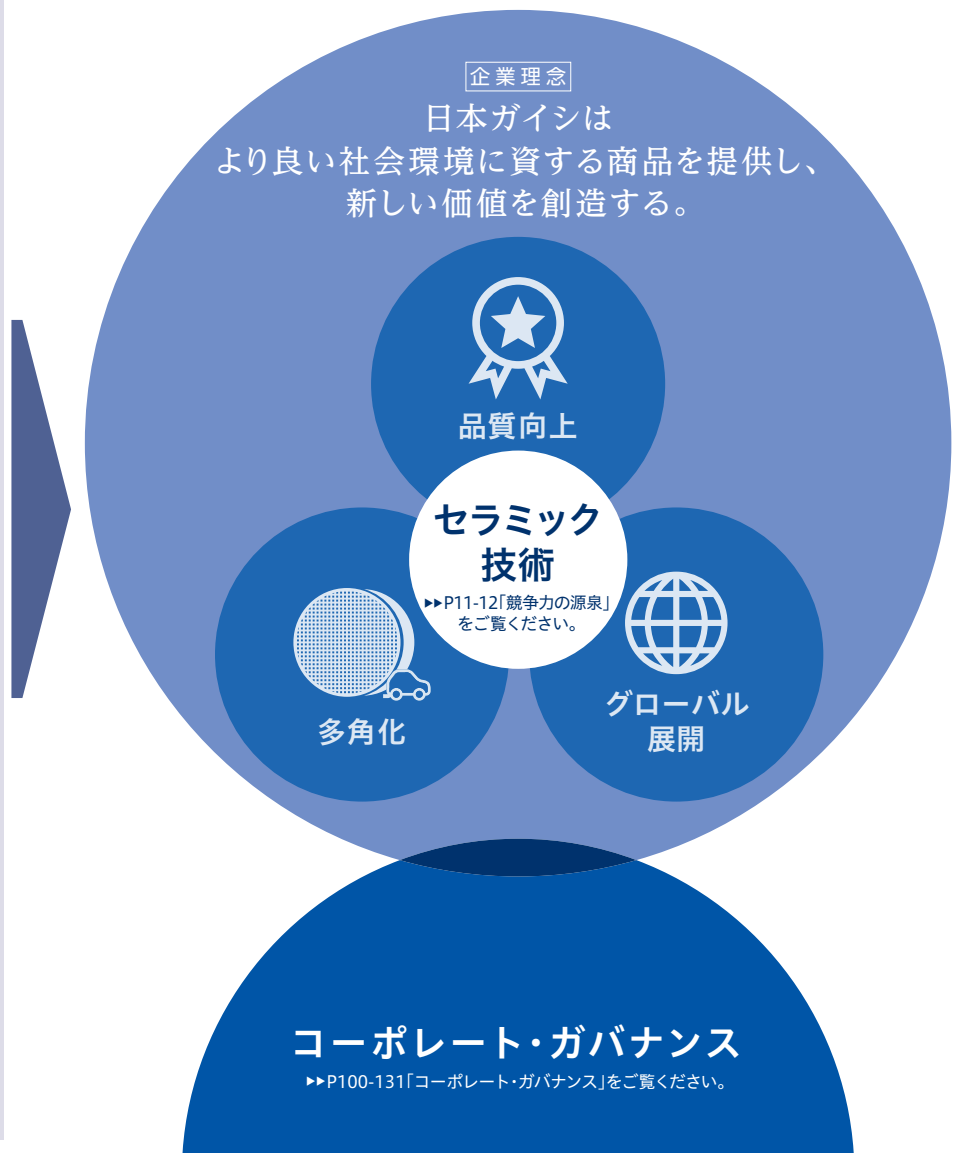 企業理念
日本ガイシは
より良い社会環境に資する商品を提供し、
新しい価値を創造する。
品質向上
セラミック
技術
▶▶P11-12「競争力の源泉」
をご覧ください。
多角化
グローバル
展開
コーポレート・ガバナンス
▶▶P100-131「コーポレート・ガバナンス」をご覧ください。